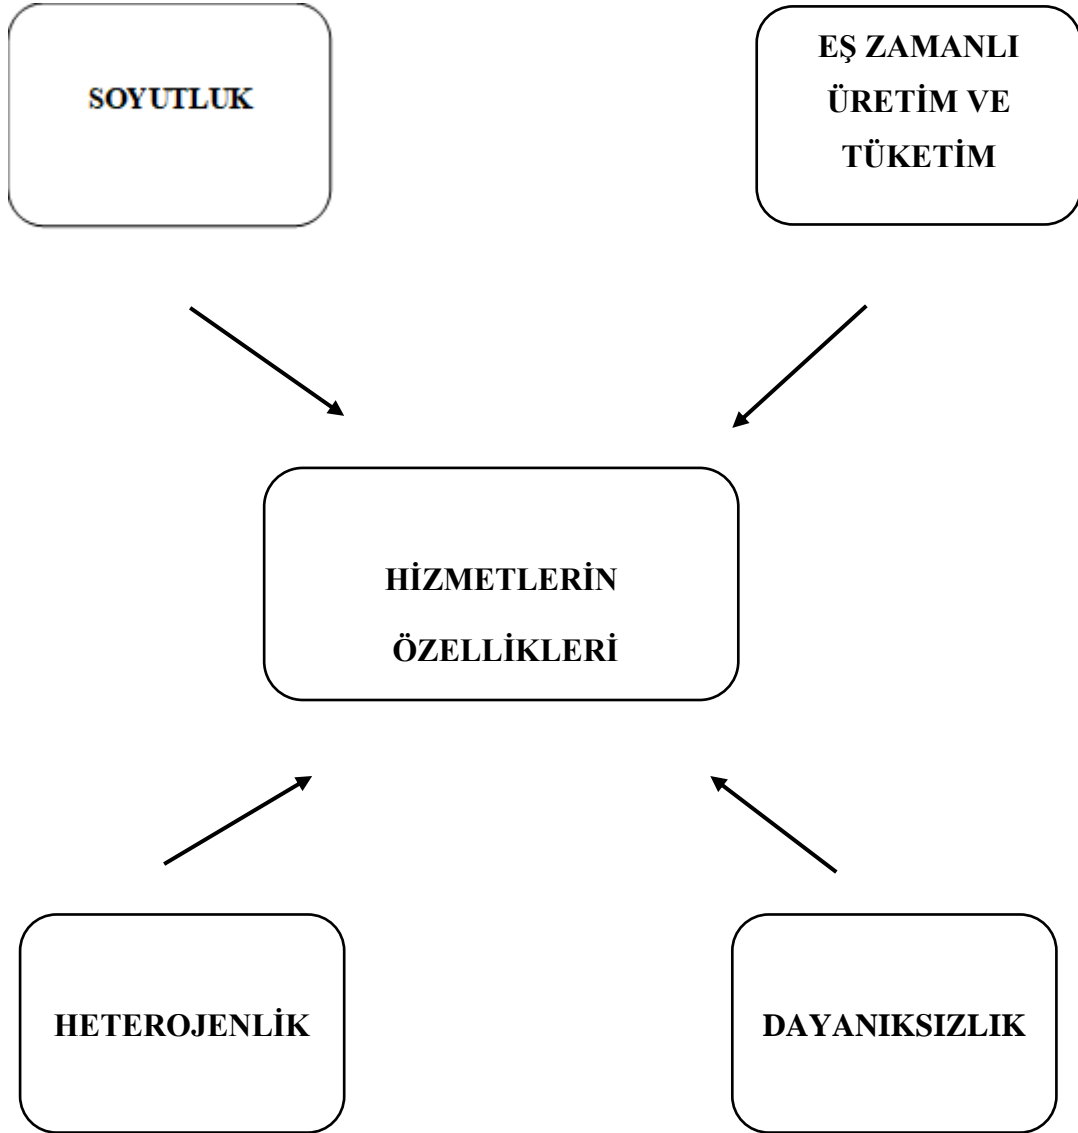 SOYUTLUK
EŞ ZAMANLI
ÜRETİM VE
TÜKETİM
HİZMETLERİN
ÖZELLİKLERİ
HETEROJENLİK
DAYANIKSIZLIK